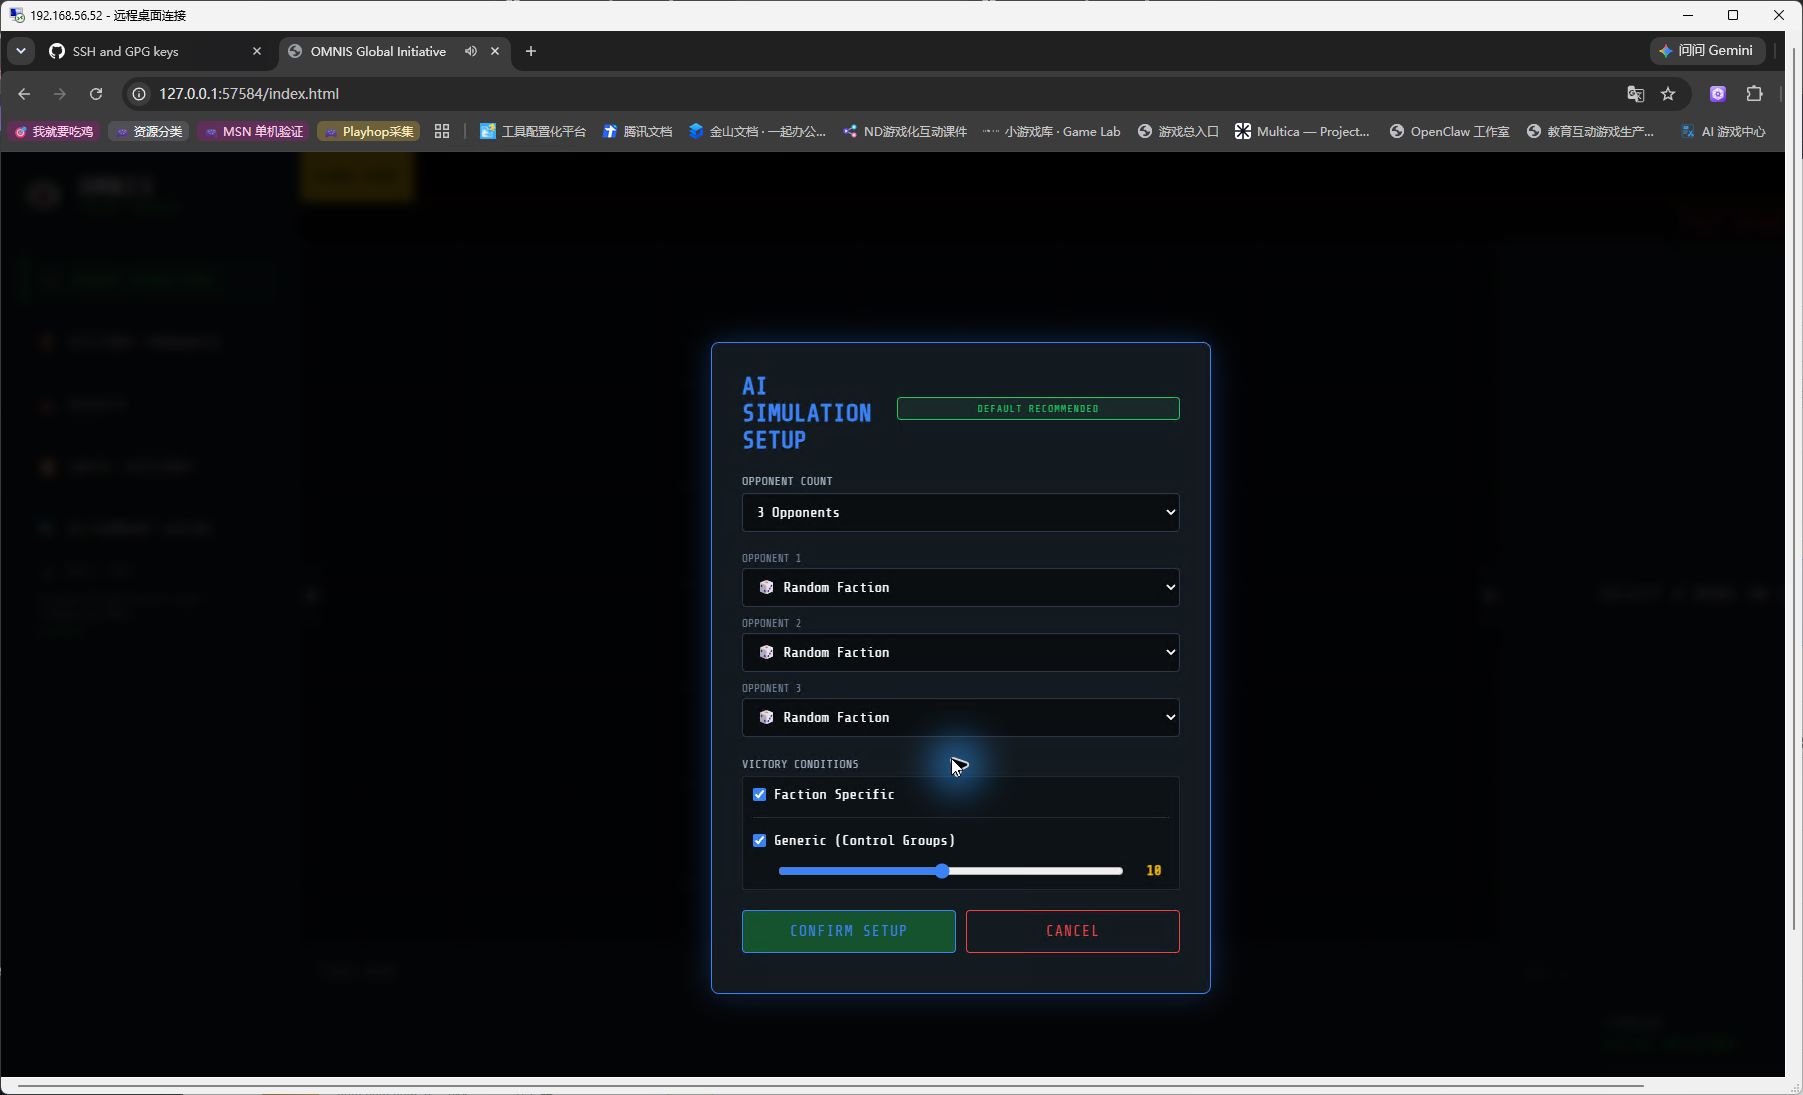 192.168.56.52 - 远程桌面连接
SSH and GPG keys
OMNIS Global Initiative
问问 Gemini
127.0.0.1:57584/index.html
我就要吃鸡
资源分类
MSN 单机验证
Playhop采集
工具配置化平台
腾讯文档
金山文档 · 一起办公...
ND游戏化互动课件
小游戏库 · Game Lab
游戏总入口
Multica — Project...
OpenClaw 工作室
教育互动游戏生产...
AI 游戏中心
AI
SIMULATION
SETUP
DEFAULT RECOMMENDED
OPPONENT COUNT
3 Opponents
OPPONENT 1
Random Faction
OPPONENT 2
Random Faction
OPPONENT 3
Random Faction
VICTORY CONDITIONS
Faction Specific
Generic (Control Groups)
10
CONFIRM SETUP
CANCEL